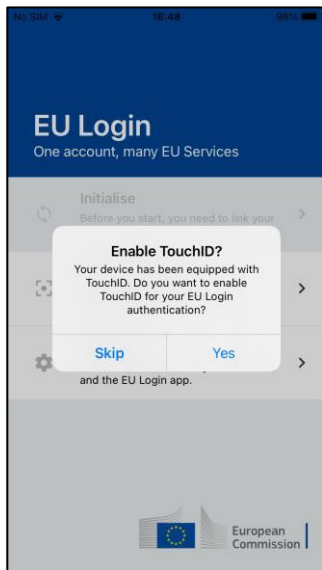 No SIM 16:48 98%
EU Login
One account, many EU Services
Initialise
Before you start, you need to link your
Enable TouchID?
Your device has been equipped with
TouchID. Do you want to enable
TouchID for your EU Login
authentication?
Skip Yes
and the EU Login app.
European
Commission